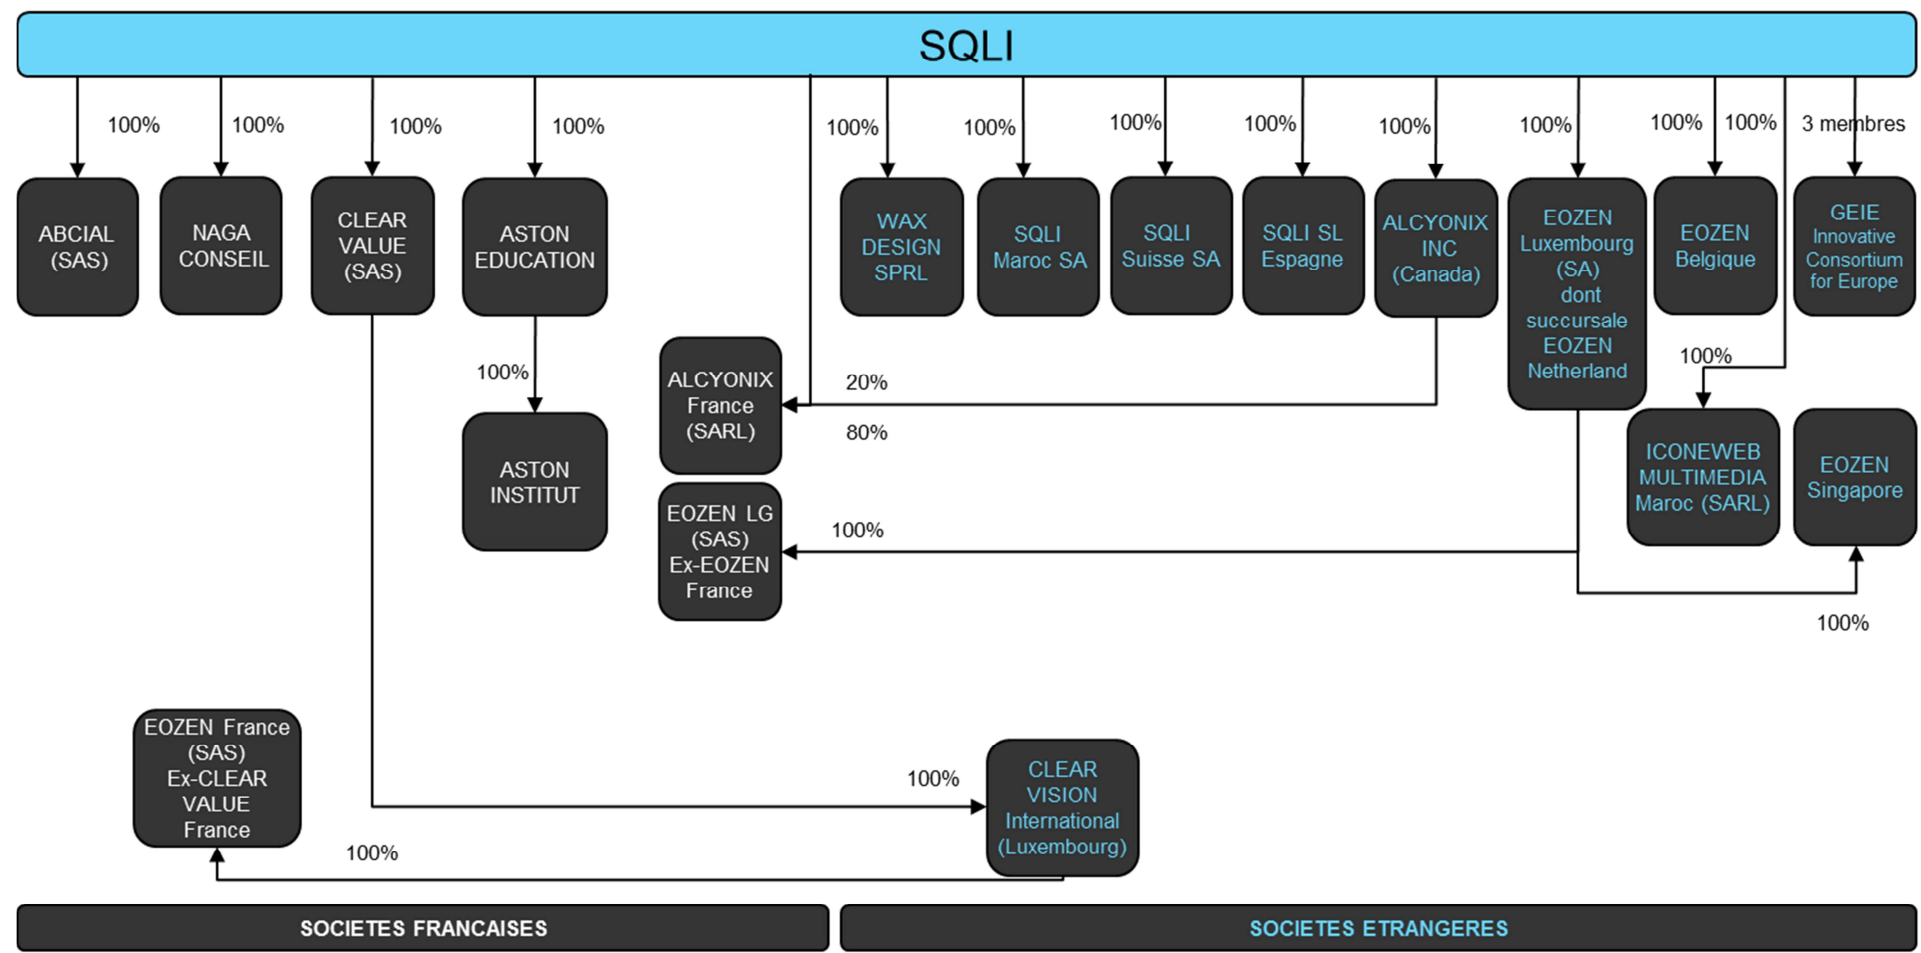 SQLI
100%
100%
100%
100%
100%
100%
100%
100%
100%
100%
100%
100%
3 membres
ABCIAL
(SAS)
NAGA
CONSEIL
CLEAR
VALUE
(SAS)
ASTON
EDUCATION
WAX
DESIGN
SPRL
SQLI
Maroc SA
SQLI
Suisse SA
SQLI SL
Espagne
ALCYONIX
INC
(Canada)
EOZEN
Luxembourg
(SA)
dont
succursale
EOZEN
Netherland
EOZEN
Belgique
GEIE
Innovative
Consortium
for Europe
100%
ALCYONIX
France
(SARL)
20%
80%
100%
ASTON
INSTITUT
EOZEN LG
(SAS)
Ex-EOZEN
France
100%
ICONEWEB
MULTIMEDIA
Maroc (SARL)
EOZEN
Singapore
100%
EOZEN France
(SAS)
Ex-CLEAR
VALUE
France
100%
CLEAR
VISION
International
(Luxembourg)
100%
SOCIETES FRANCAISES
SOCIETES ETRANGERES